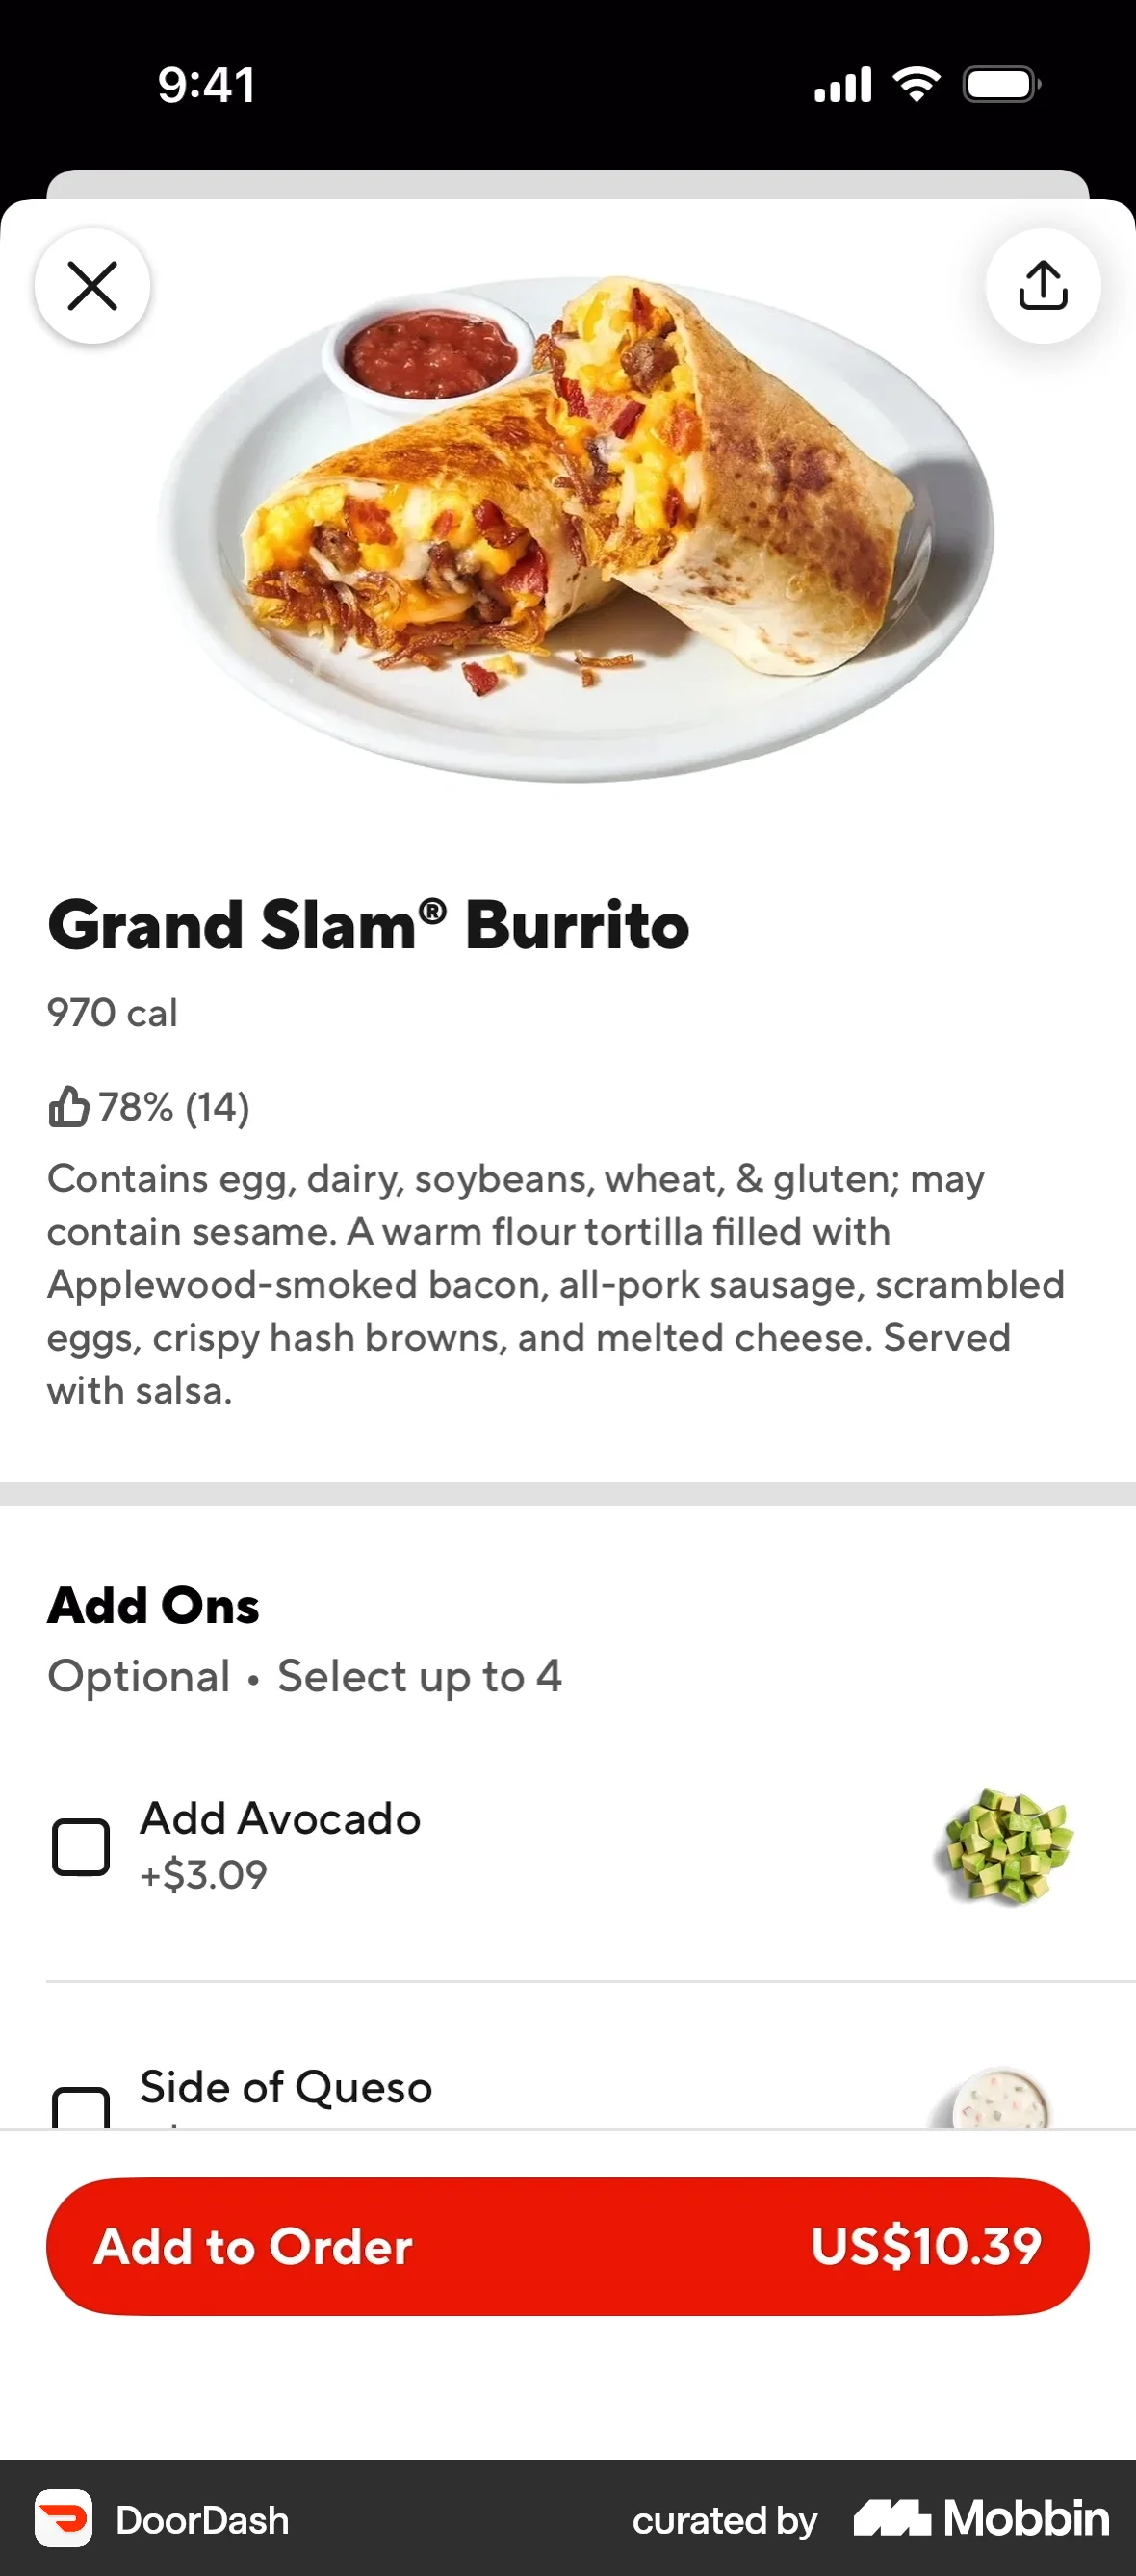 9:41
Grand Slam® Burrito
970 cal
78% (14)
Contains egg, dairy, soybeans, wheat, & gluten; may
contain sesame. A warm flour tortilla filled with
Applewood-smoked bacon, all-pork sausage, scrambled
eggs, crispy hash browns, and melted cheese. Served
with salsa.
Add Ons
Optional • Select up to 4
Add Avocado
+$3.09
Side of Queso
Add to Order US$10.39
DoorDash curated by Mobbin